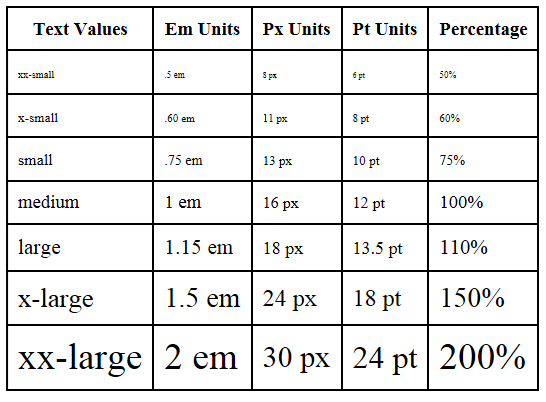 Text Values Em Units Px Units Pt Units Percentage
xx-small .5 em 8 px 6 pt 50%
x-small .60 em 11 px 8 pt 60%
small .75 em 13 px 10 pt 75%
medium 1 em 16 px 12 pt 100%
large 1.15 em 18 px 13.5 pt 110%
x-large 1.5 em 24 px 18 pt 150%
xx-large 2 em 30 px 24 pt 200%